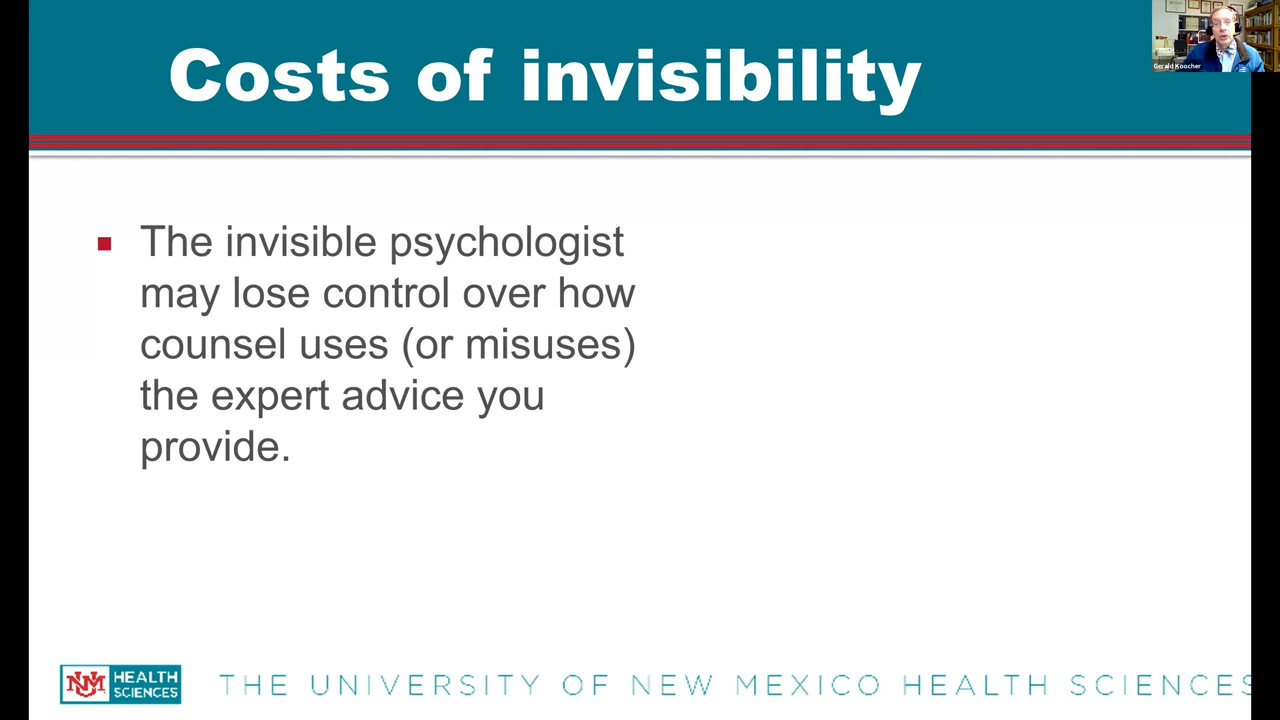 Costs of invisibility
Gerald Koocher
The invisible psychologist
may lose control over how
counsel uses (or misuses)
the expert advice you
provide.
UNM HEALTH
SCIENCES
THE UNIVERSITY OF NEW MEXICO HEALTH SCIENCES